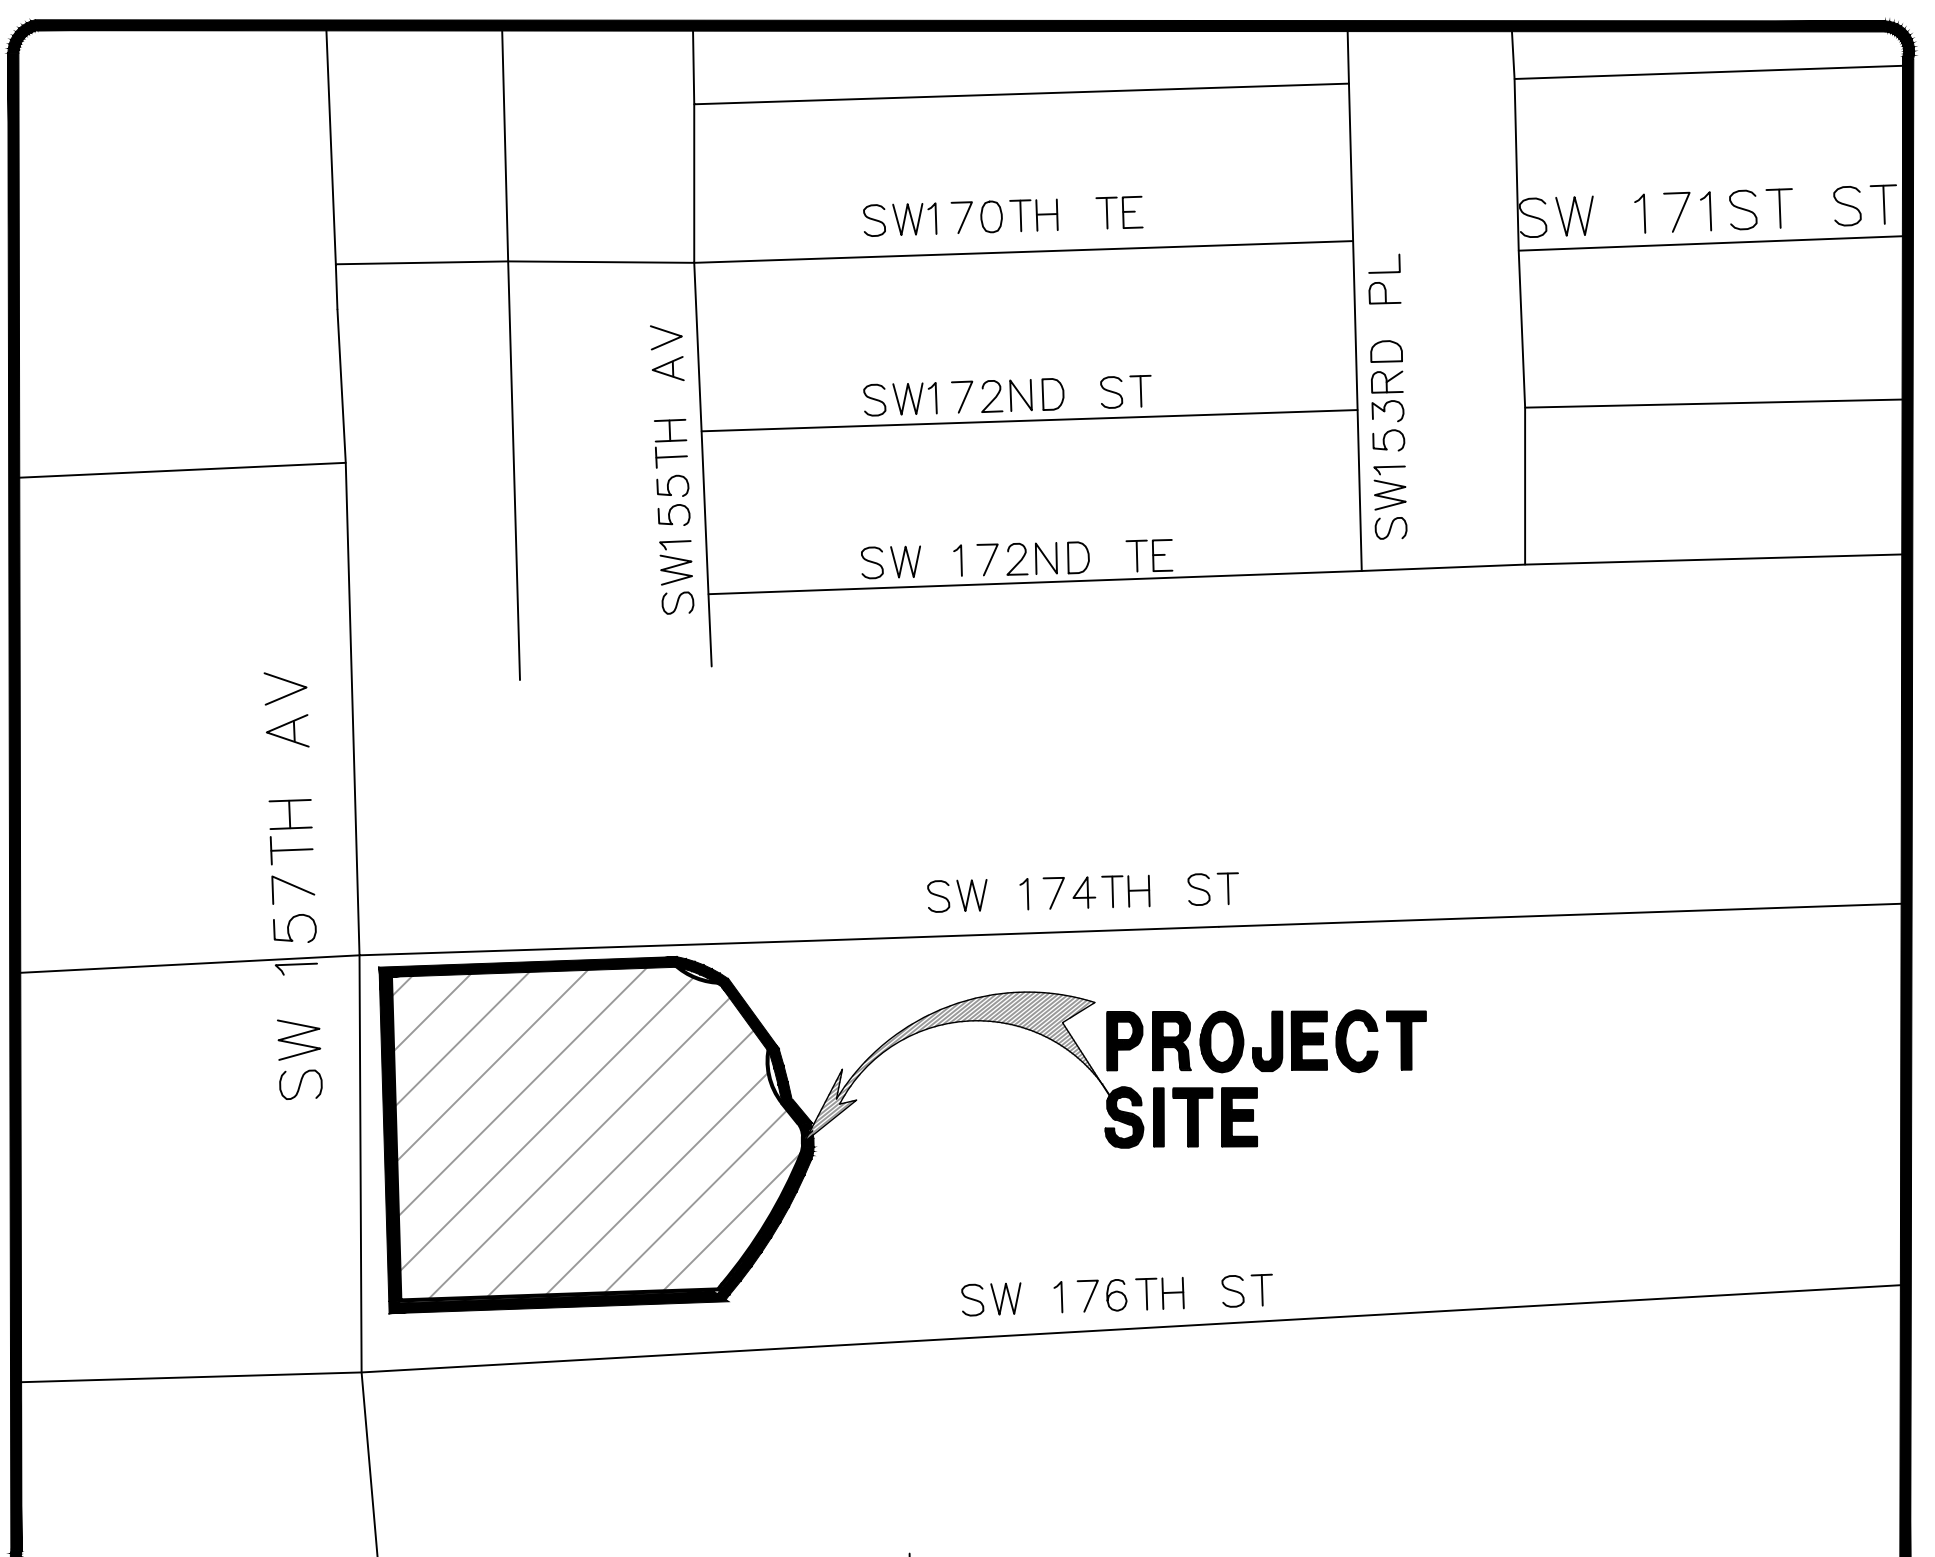 SW170TH TE
SW 171ST ST
SW153RD PL
SW155TH AV
SW172ND ST
SW 172ND TE
SW 157TH AV
SW 174TH ST
PROJECT
SITE
SW 176TH ST